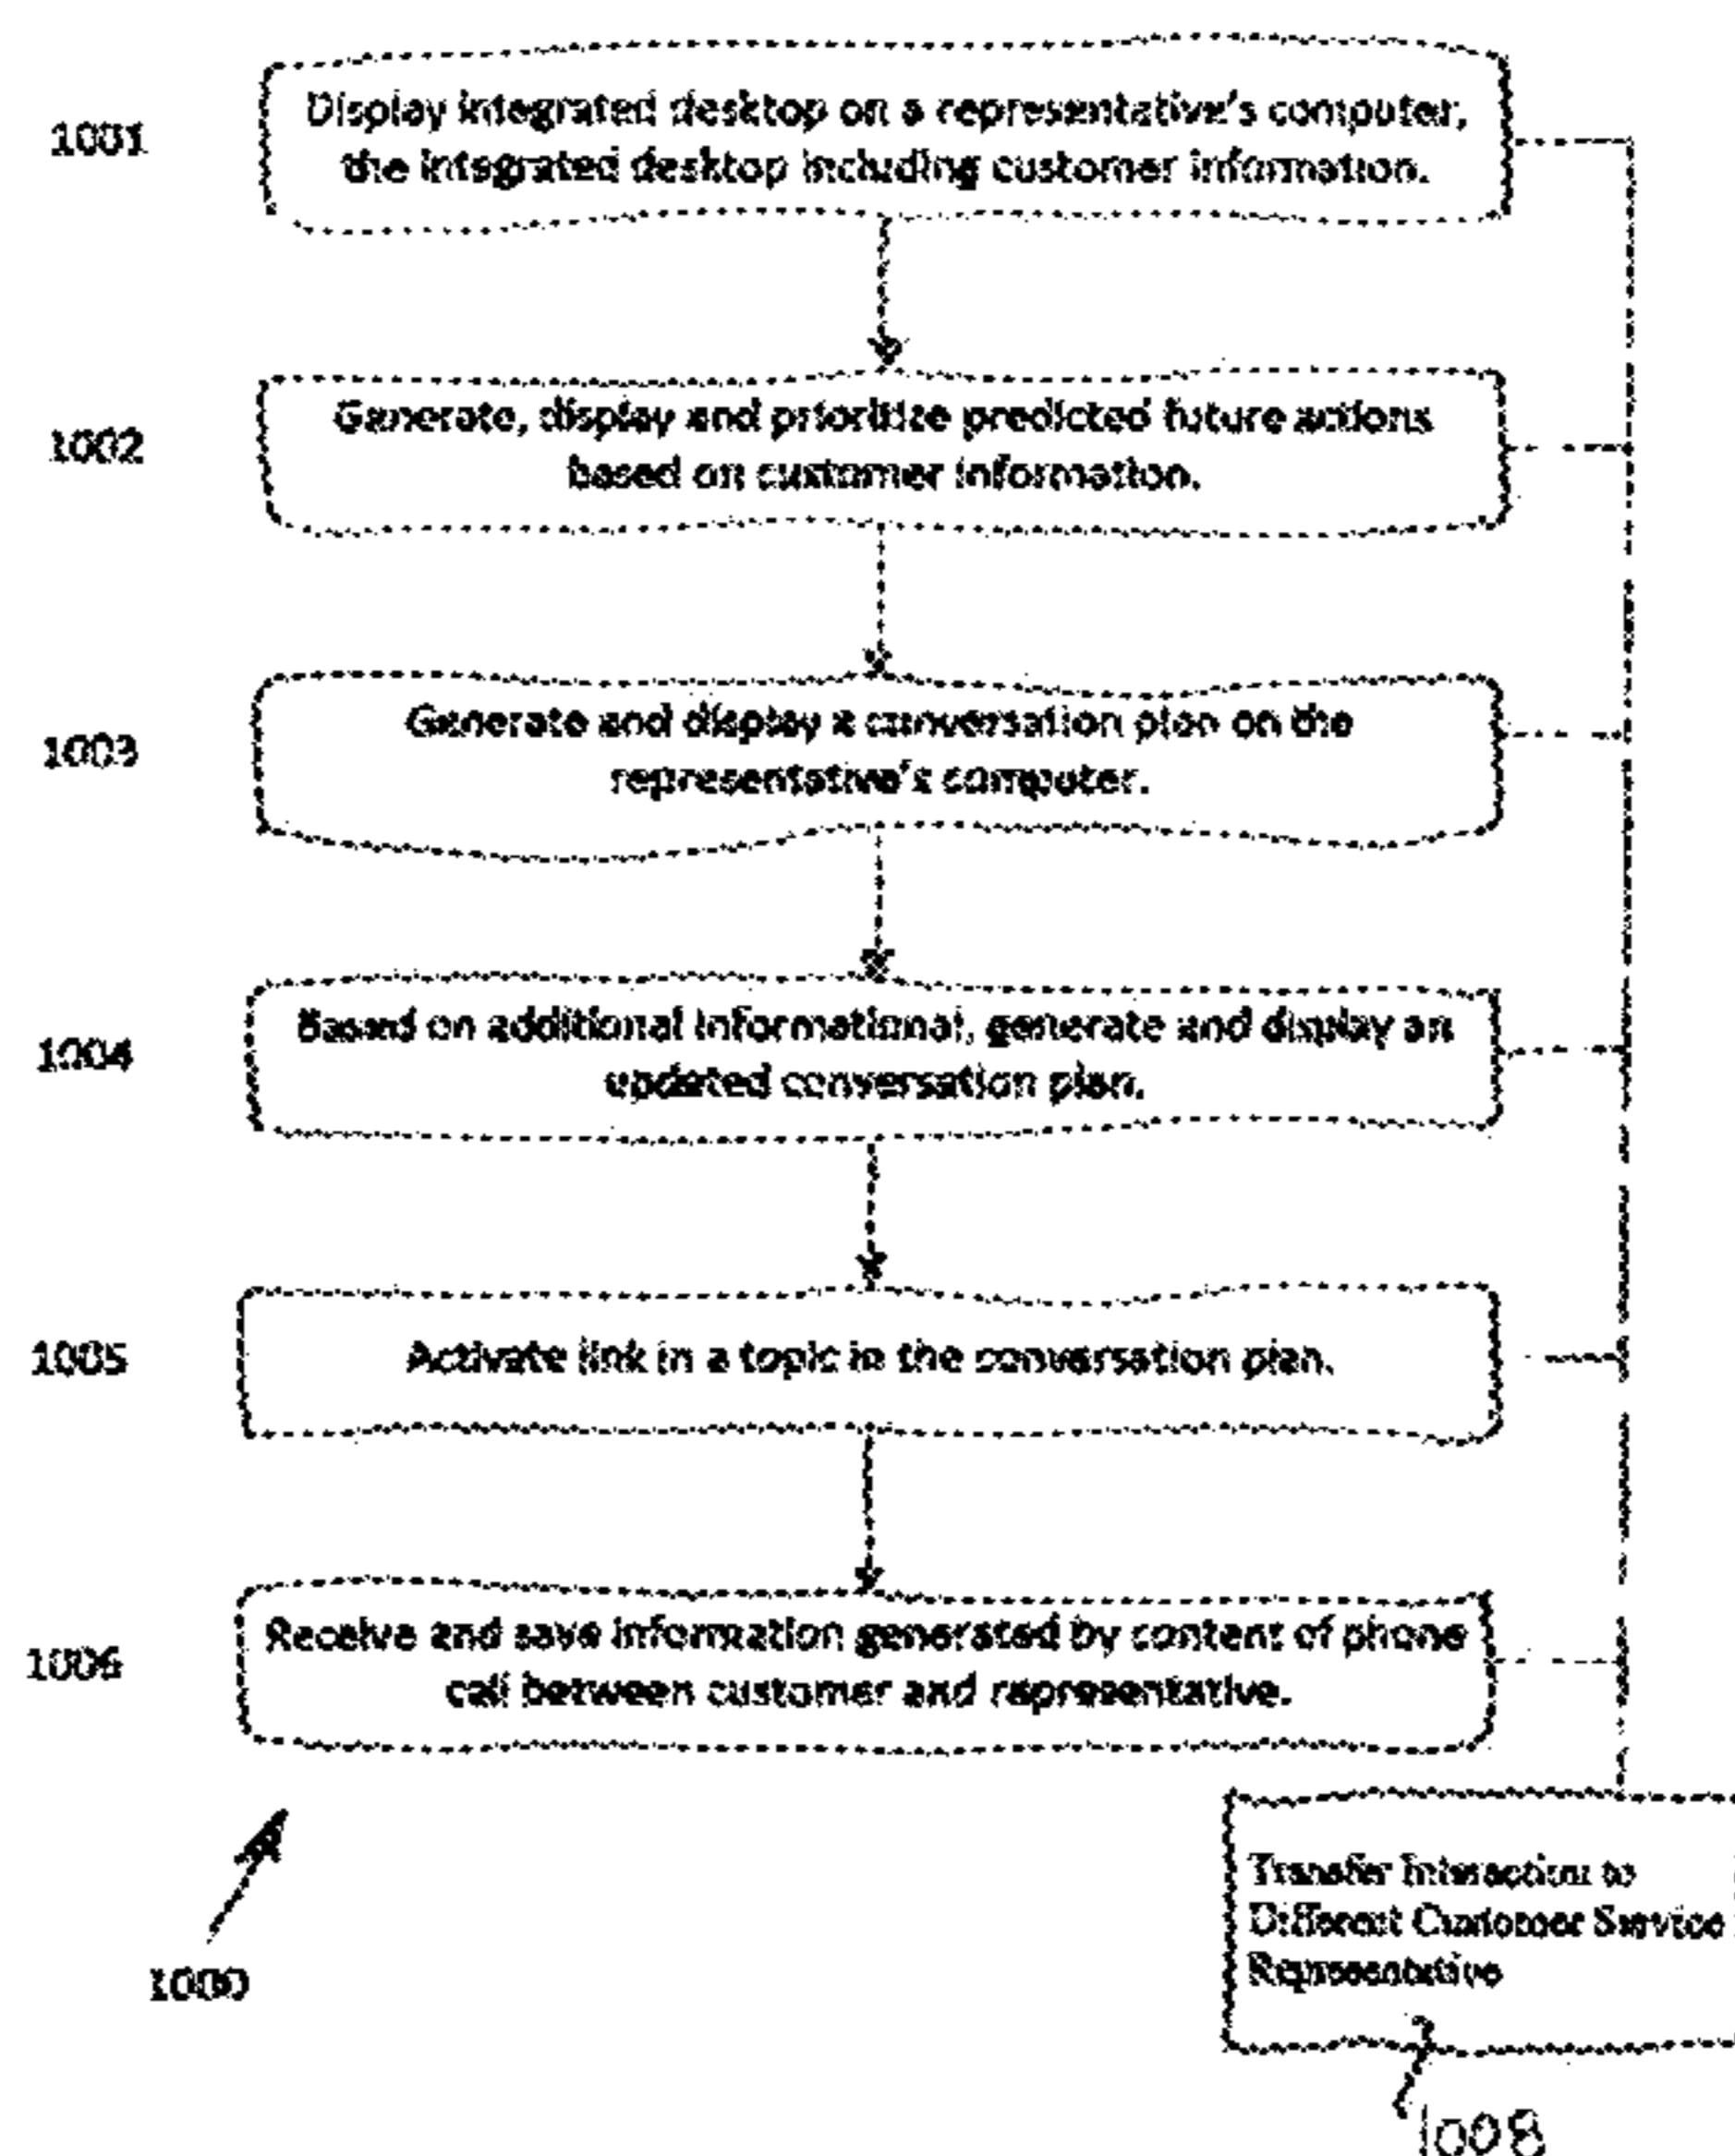 1001
Display integrated desktop on a representative's computer,
the integrated desktop including customer information.
1002
Generate, display and prioritize predicted future actions
based on customer information.
1003
Generate and display a conversation plan on the
representative's computer.
1004
Based on additional informational, generate and display an
updated conversation plan.
1005
Activate link in a topic in the conversation plan.
1006
Receive and save information generated by content of phone
call between customer and representative.
1000
Transfer Interaction to
Different Customer Service
Representative
1008